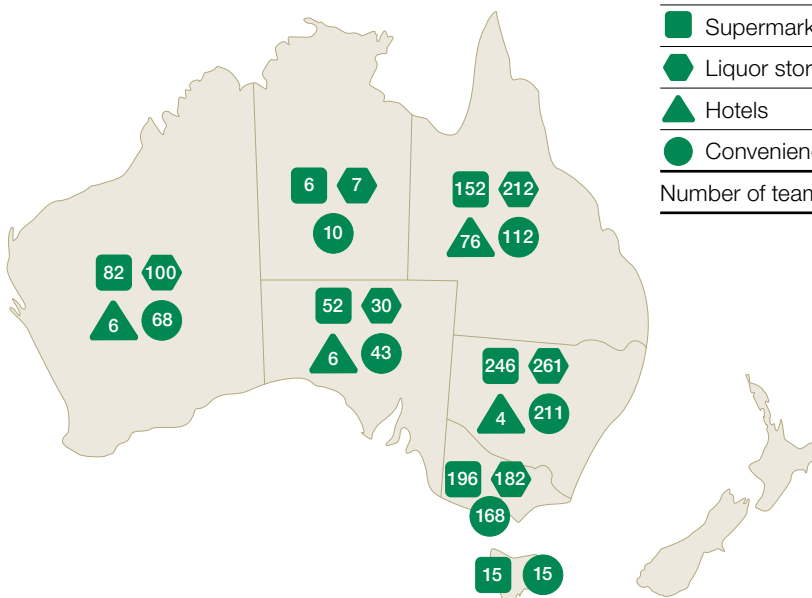 Supermark
Liquor stor
Hotels
Convenienc
Number of team
6 7
10
152 212
76 112
82 100
6 68
52 30
6 43
246 261
4 211
196 182
168
15 15